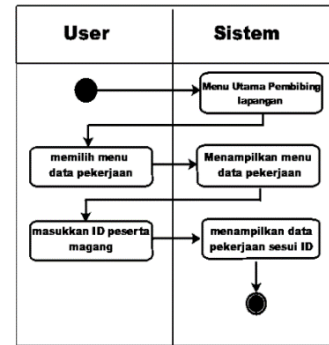 User
Sistem
Menu Utama Pembibing
lapangan
memilih menu
data pekerjaan
Menampilkan menu
data pekerjaan
masukkan ID peserta
magang
menampilkan data
pekerjaan sesui ID